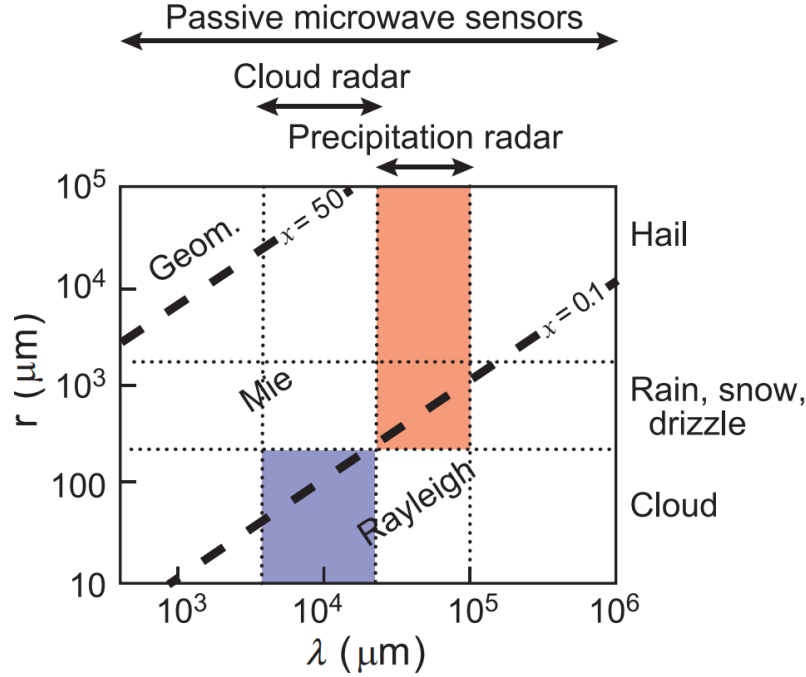 Passive microwave sensors
Cloud radar
Precipitation radar
10⁵
Geom.
x = 50
Hail
10⁴
x = 0.1
r (μm)
10³
Mie
Rain, snow,
drizzle
100
Rayleigh
Cloud
10
10³
10⁴
10⁵
10⁶
λ (μm)